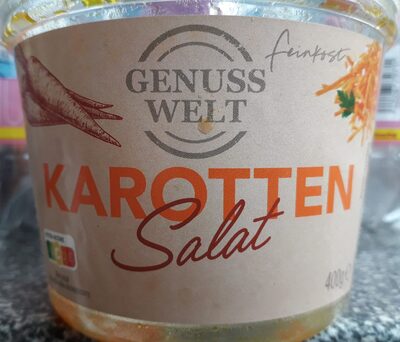 Feinkost
GENUSS
WELT
KAROTTEN
Salat
400g